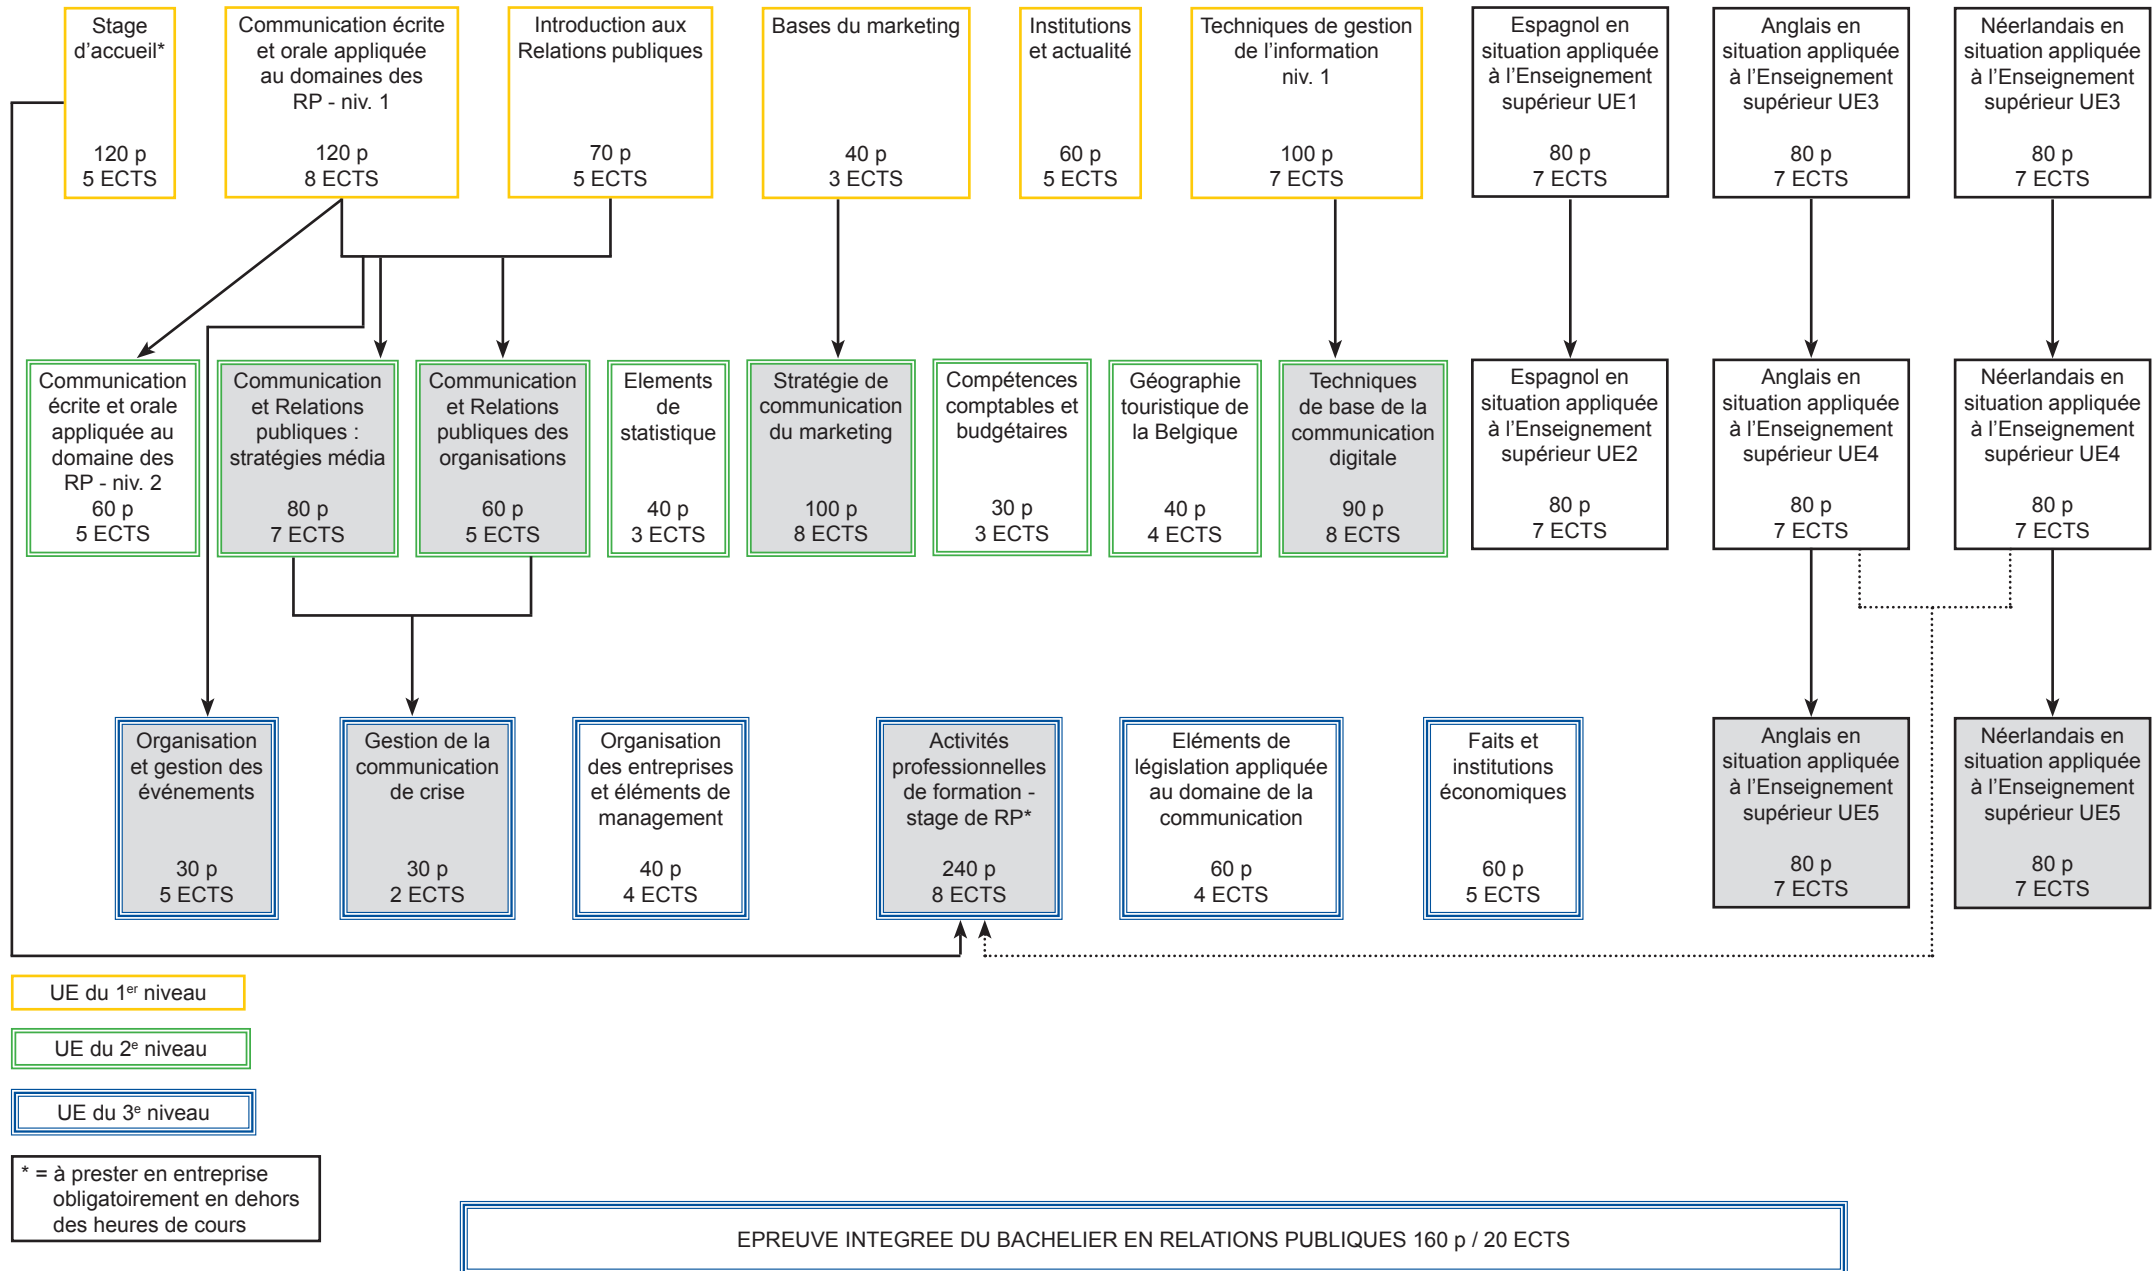 Stage
d'accueil*
120 p
5 ECTS
Communication écrite
et orale appliquée
au domaines des
RP - niv. 1
120 p
8 ECTS
Introduction aux
Relations publiques
70 p
5 ECTS
Bases du marketing
40 p
3 ECTS
Institutions
et actualité
60 p
5 ECTS
Techniques de gestion
de l'information
niv. 1
100 p
7 ECTS
Espagnol en
situation appliquée
à l'Enseignement
supérieur UE1
80 p
7 ECTS
Anglais en
situation appliquée
à l'Enseignement
supérieur UE3
80 p
7 ECTS
Néerlandais en
situation appliquée
à l'Enseignement
supérieur UE3
80 p
7 ECTS
Communication
écrite et orale
appliquée au
domaine des
RP - niv. 2
60 p
5 ECTS
Communication
et Relations
publiques :
stratégies média
80 p
7 ECTS
Communication
et Relations
publiques des
organisations
60 p
5 ECTS
Elements
de
statistique
40 p
3 ECTS
Stratégie de
communication
du marketing
100 p
8 ECTS
Compétences
comptables et
budgétaires
30 p
3 ECTS
Géographie
touristique de
la Belgique
40 p
4 ECTS
Techniques
de base de la
communication
digitale
90 p
8 ECTS
Espagnol en
situation appliquée
à l'Enseignement
supérieur UE2
80 p
7 ECTS
Anglais en
situation appliquée
à l'Enseignement
supérieur UE4
80 p
7 ECTS
Néerlandais en
situation appliquée
à l'Enseignement
supérieur UE4
80 p
7 ECTS
Organisation
et gestion des
événements
30 p
5 ECTS
Gestion de la
communication
de crise
30 p
2 ECTS
Organisation
des entreprises
et éléments de
management
40 p
4 ECTS
Activités
professionnelles
de formation -
stage de RP*
240 p
8 ECTS
Eléments de
législation appliquée
au domaine de la
communication
60 p
4 ECTS
Faits et
institutions
économiques
60 p
5 ECTS
Anglais en
situation appliquée
à l'Enseignement
supérieur UE5
80 p
7 ECTS
Néerlandais en
situation appliquée
à l'Enseignement
supérieur UE5
80 p
7 ECTS
UE du 1er niveau
UE du 2e niveau
UE du 3e niveau
* = à prester en entreprise
obligatoirement en dehors
des heures de cours
EPREUVE INTEGREE DU BACHELIER EN RELATIONS PUBLIQUES 160 p / 20 ECTS